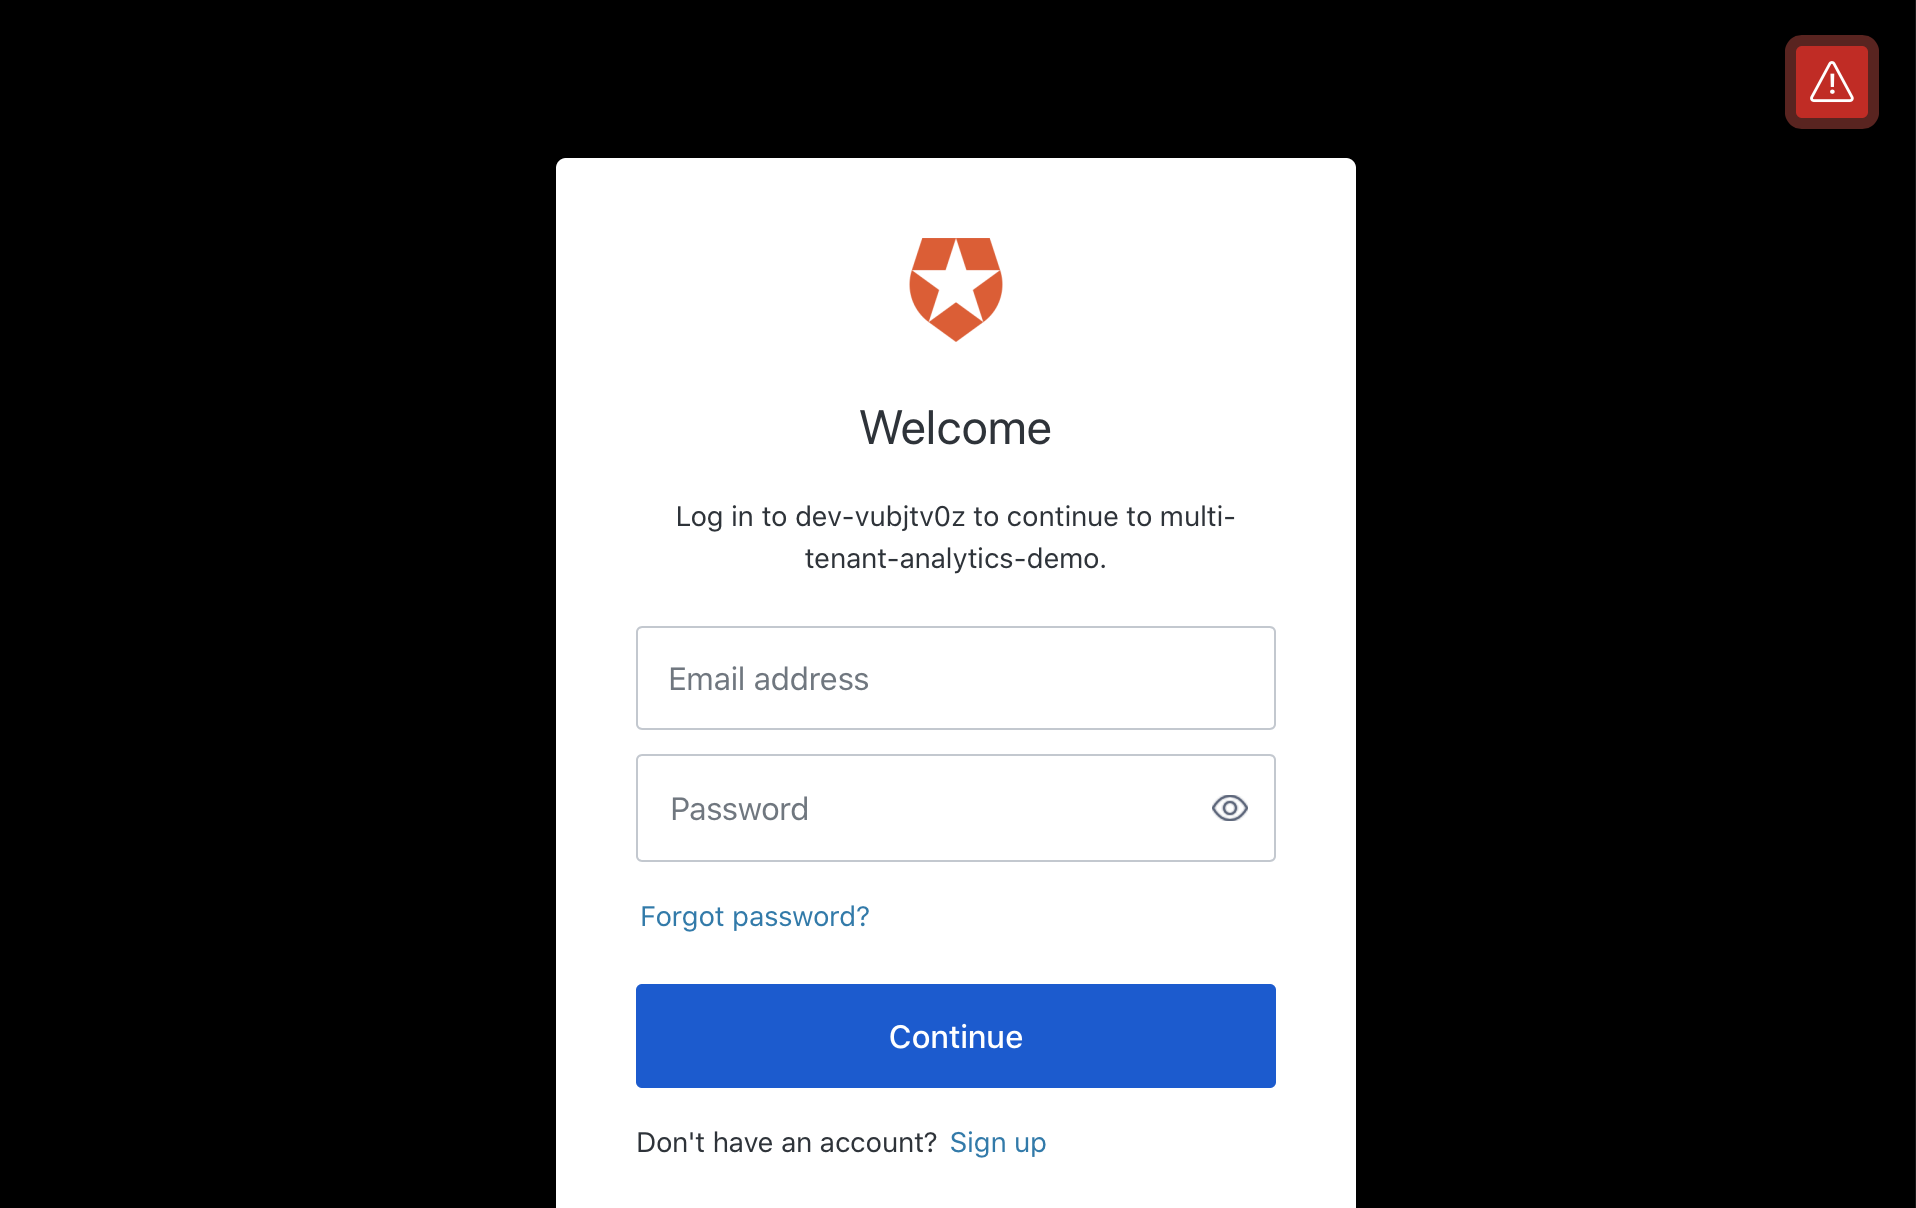 Welcome
Log in to dev-vubjtv0z to continue to multi-
tenant-analytics-demo.
Email address
Password
Forgot password?
Continue
Don't have an account? Sign up